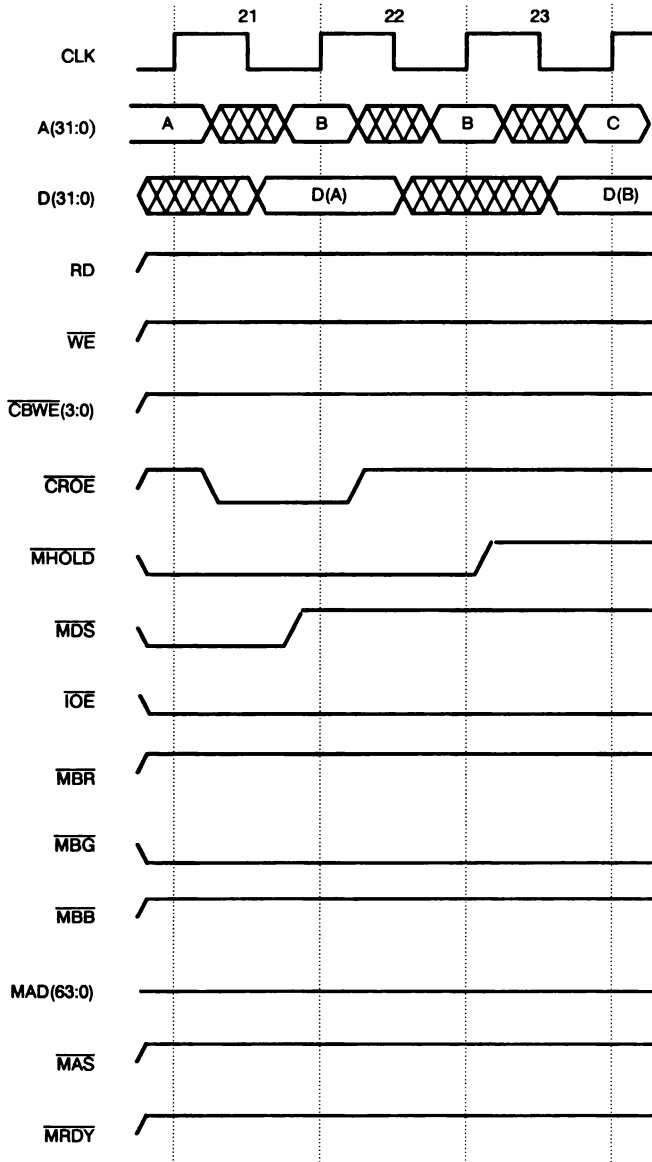 21 22 23
CLK
A(31:0) A B B C
D(31:0) D(A) D(B)
RD
WE
CBWE(3:0)
CROE
MHOLD
MDS
IOE
MBR
MBG
MBB
MAD(63:0)
MAS
MRDY